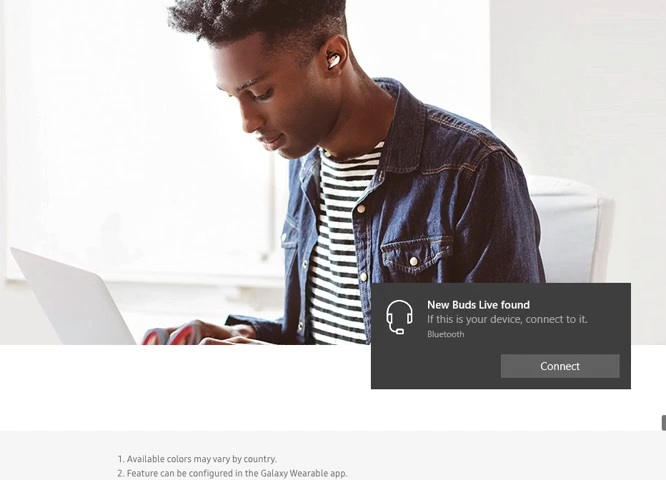 New Buds Live found
If this is your device, connect to it.
Bluetooth
Connect
1. Available colors may vary by country.
2. Feature can be configured in the Galaxy Wearable app.